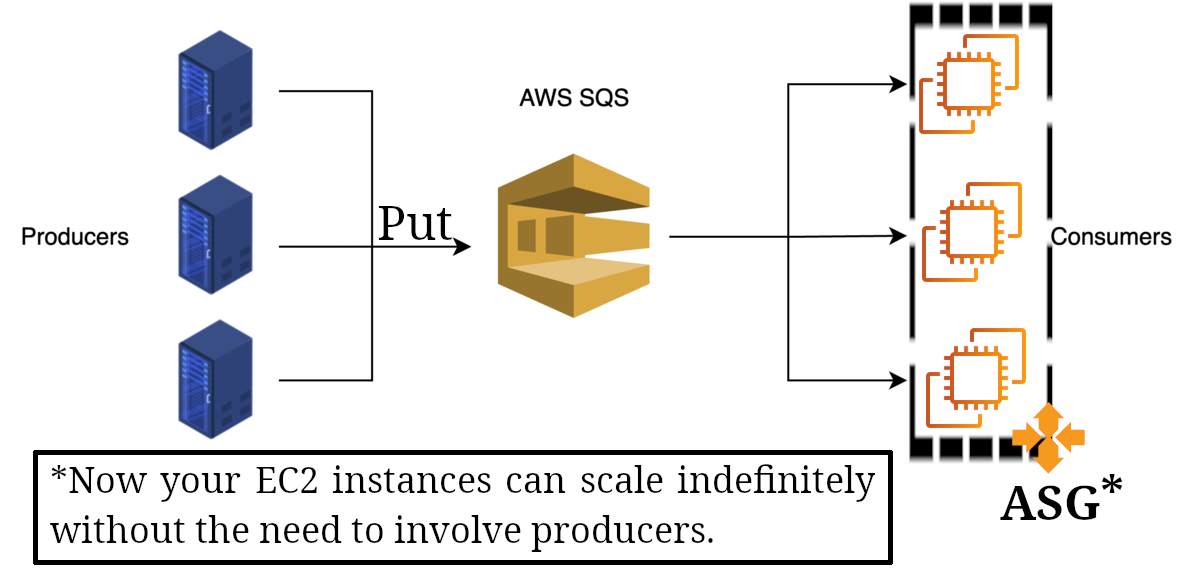 AWS SQS
Producers
Put
Consumers
ASG*
*Now your EC2 instances can scale indefinitely
without the need to involve producers.